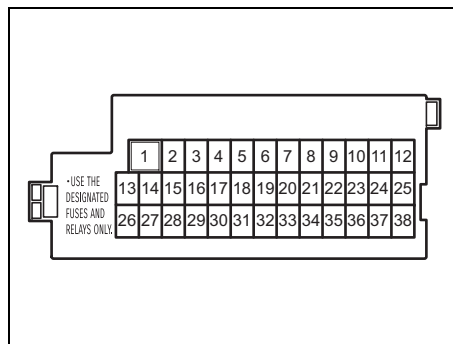 1 2 3 4 5 6 7 8 9 10 11 12
•USE THE
DESIGNATED
FUSES AND
RELAYS ONLY.
13 14 15 16 17 18 19 20 21 22 23 24 25
26 27 28 29 30 31 32 33 34 35 36 37 38